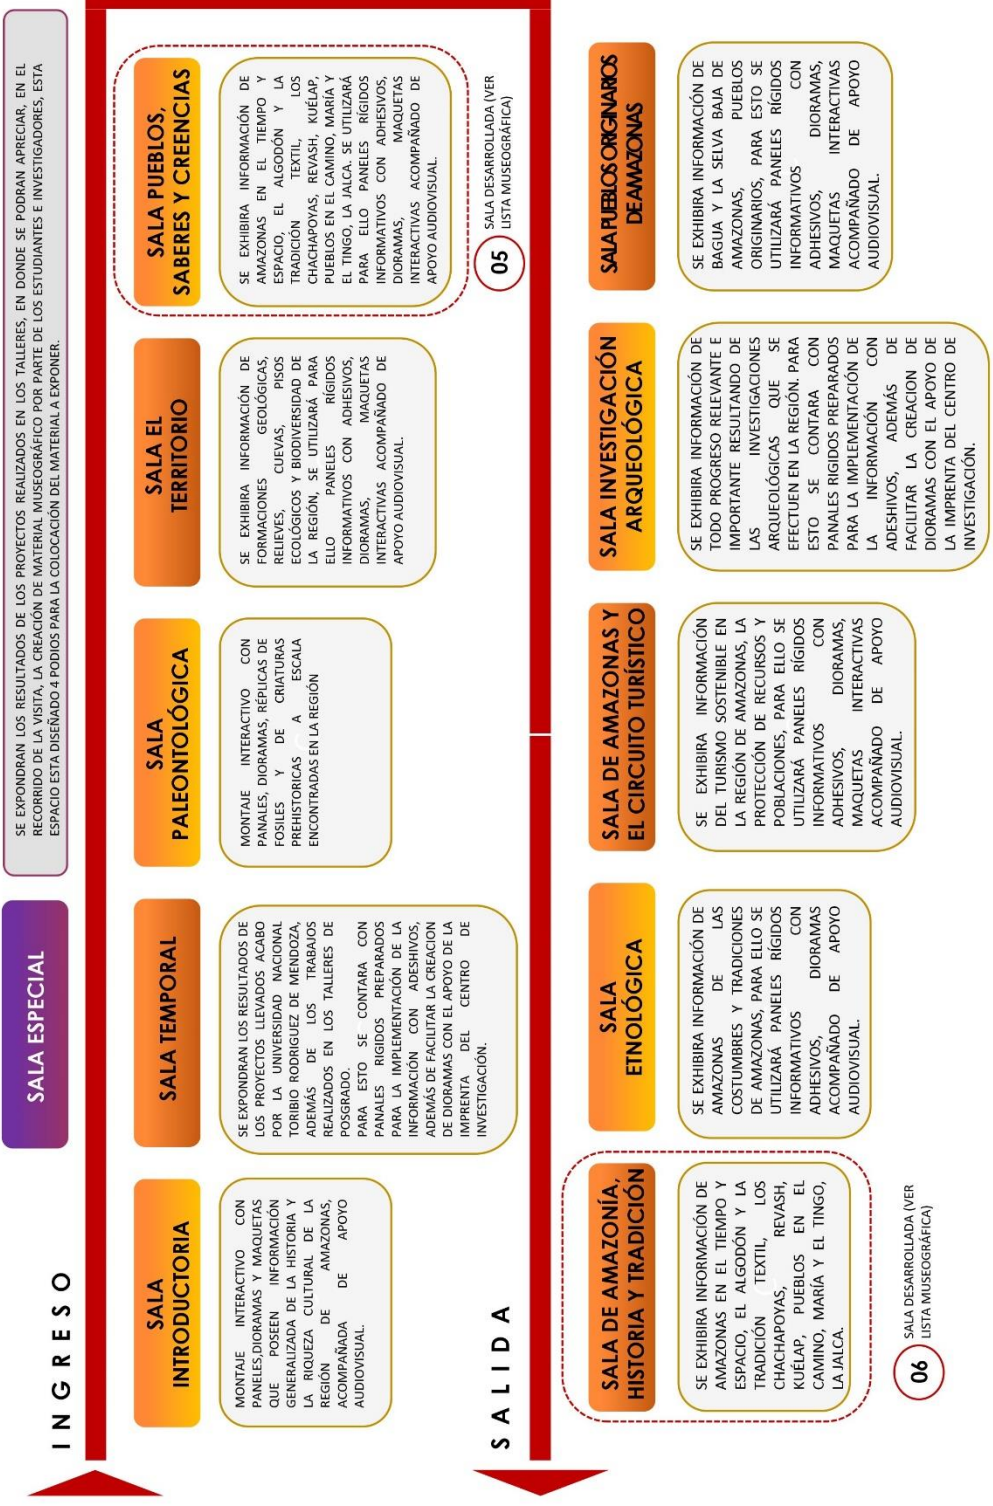 INGRESO
SALA ESPECIAL
SE EXPONDRAN LOS RESULTADOS DE LOS PROYECTOS REALIZADOS EN LOS TALLERES, EN DONDE SE PODRAN APRECIAR, EN EL
RECORRIDO DE LA VISITA, LA CREACIÓN DE MATERIAL MUSEOGRÁFICO POR PARTE DE LOS ESTUDIANTES E INVESTIGADORES, ESTA
ESPACIO ESTA DISEÑADO 4 PODIOS PARA LA COLOCACIÓN DEL MATERIAL A EXPONER.
SALA
INTRODUCTORIA
MONTAJE INTERACTIVO CON
PANELES,DIORAMAS Y MAQUETAS
QUE POSEEN INFORMACIÓN
GENERALIZADA DE LA HISTORIA Y
LA RIQUEZA CULTURAL DE LA
REGIÓN DE AMAZONAS,
ACOMPAÑADA DE APOYO
AUDIOVISUAL.
SALA TEMPORAL
SE EXPONDRAN LOS RESULTADOS DE
LOS PROYECTOS LLEVADOS ACABO
POR LA UNIVERSIDAD NACIONAL
TORIBIO RODRIGUEZ DE MENDOZA,
ADEMÁS DE LOS TRABAJOS
REALIZADOS EN LOS TALLERES DE
POSGRADO.
PARA ESTO SE CONTARA CON
PANALES RIGIDOS PREPARADOS
PARA LA IMPLEMENTACIÓN DE LA
INFORMACIÓN CON ADESHIVOS,
ADEMÁS DE FACILITAR LA CREACION
DE DIORAMAS CON EL APOYO DE LA
IMPRENTA DEL CENTRO DE
INVESTIGACIÓN.
SALA
PALEONTOLÓGICA
MONTAJE INTERACTIVO CON
PANALES, DIORAMAS, RÉPLICAS DE
FOSILES Y DE CRIATURAS
PREHISTORICAS A ESCALA
ENCONTRADAS EN LA REGIÓN
SALA EL
TERRITORIO
SE EXHIBIRA INFORMACIÓN DE
FORMACIONES GEOLÓGICAS,
RELIEVES, CUEVAS, PISOS
ECOLÓGICOS Y BIODIVERSIDAD DE
LA REGIÓN, SE UTILIZARÁ PARA
ELLO PANELES RÍGIDOS
INFORMATIVOS CON ADHESIVOS,
DIORAMAS, MAQUETAS
INTERACTIVAS ACOMPAÑADO DE
APOYO AUDIOVISUAL.
SALA PUEBLOS,
SABERES Y CREENCIAS
SE EXHIBIRA INFORMACIÓN DE
AMAZONAS EN EL TIEMPO Y
ESPACIO, EL ALGODÓN Y LA
TRADICIÓN TEXTIL, LOS
CHACHAPOYAS, REVASH, KUÉLAP,
PUEBLOS EN EL CAMINO, MARÍA Y
EL TINGO, LA JALCA. SE UTILIZARÁ
PARA ELLO PANELES RÍGIDOS
INFORMATIVOS CON ADHESIVOS,
DIORAMAS, MAQUETAS
INTERACTIVAS ACOMPAÑADO DE
APOYO AUDIOVISUAL.
05
SALA DESARROLLADA (VER
LISTA MUSEOGRÁFICA)
SALIDA
SALA DE AMAZONÍA,
HISTORIA Y TRADICIÓN
SE EXHIBIRA INFORMACIÓN DE
AMAZONAS EN EL TIEMPO Y
ESPACIO, EL ALGODÓN Y LA
TRADICIÓN TEXTIL, LOS
CHACHAPOYAS, REVASH,
KUÉLAP, PUEBLOS EN EL
CAMINO, MARÍA Y EL TINGO,
LA JALCA.
06
SALA DESARROLLADA (VER
LISTA MUSEOGRÁFICA)
SALA
ETNOLÓGICA
SE EXHIBIRA INFORMACIÓN DE
AMAZONAS DE LAS
COSTUMBRES Y TRADICIONES
DE AMAZONAS, PARA ELLO SE
UTILIZARÁ PANELES RÍGIDOS
INFORMATIVOS CON
ADHESIVOS, DIORAMAS
ACOMPAÑADO DE APOYO
AUDIOVISUAL.
SALA DE AMAZONAS Y
EL CIRCUITO TURÍSTICO
SE EXHIBIRA INFORMACIÓN
DEL TURISMO SOSTENIBLE EN
LA REGIÓN DE AMAZONAS, LA
PROTECCIÓN DE RECURSOS Y
POBLACIONES, PARA ELLO SE
UTILIZARÁ PANELES RÍGIDOS
INFORMATIVOS CON
ADHESIVOS, DIORAMAS,
MAQUETAS INTERACTIVAS
ACOMPAÑADO DE APOYO
AUDIOVISUAL.
SALA INVESTIGACIÓN
ARQUEOLÓGICA
SE EXHIBIRA INFORMACIÓN DE
TODO PROGRESO RELEVANTE E
IMPORTANTE RESULTANDO DE
LAS INVESTIGACIONES
ARQUEOLÓGICAS QUE SE
EFECTUEN EN LA REGIÓN. PARA
ESTO SE CONTARA CON
PANALES RIGIDOS PREPARADOS
PARA LA IMPLEMENTACIÓN DE
LA INFORMACIÓN CON
ADESHIVOS, ADEMÁS DE
FACILITAR LA CREACION DE
DIORAMAS CON EL APOYO DE
LA IMPRENTA DEL CENTRO DE
INVESTIGACIÓN.
SALA PUEBLOS ORIGINARIOS
DE AMAZONAS
SE EXHIBIRA INFORMACIÓN DE
BAGUA Y LA SELVA BAJA DE
AMAZONAS, PUEBLOS
ORIGINARIOS, PARA ESTO SE
UTILIZARÁ PANELES RÍGIDOS
INFORMATIVOS CON
ADHESIVOS, DIORAMAS,
MAQUETAS INTERACTIVAS
ACOMPAÑADO DE APOYO
AUDIOVISUAL.